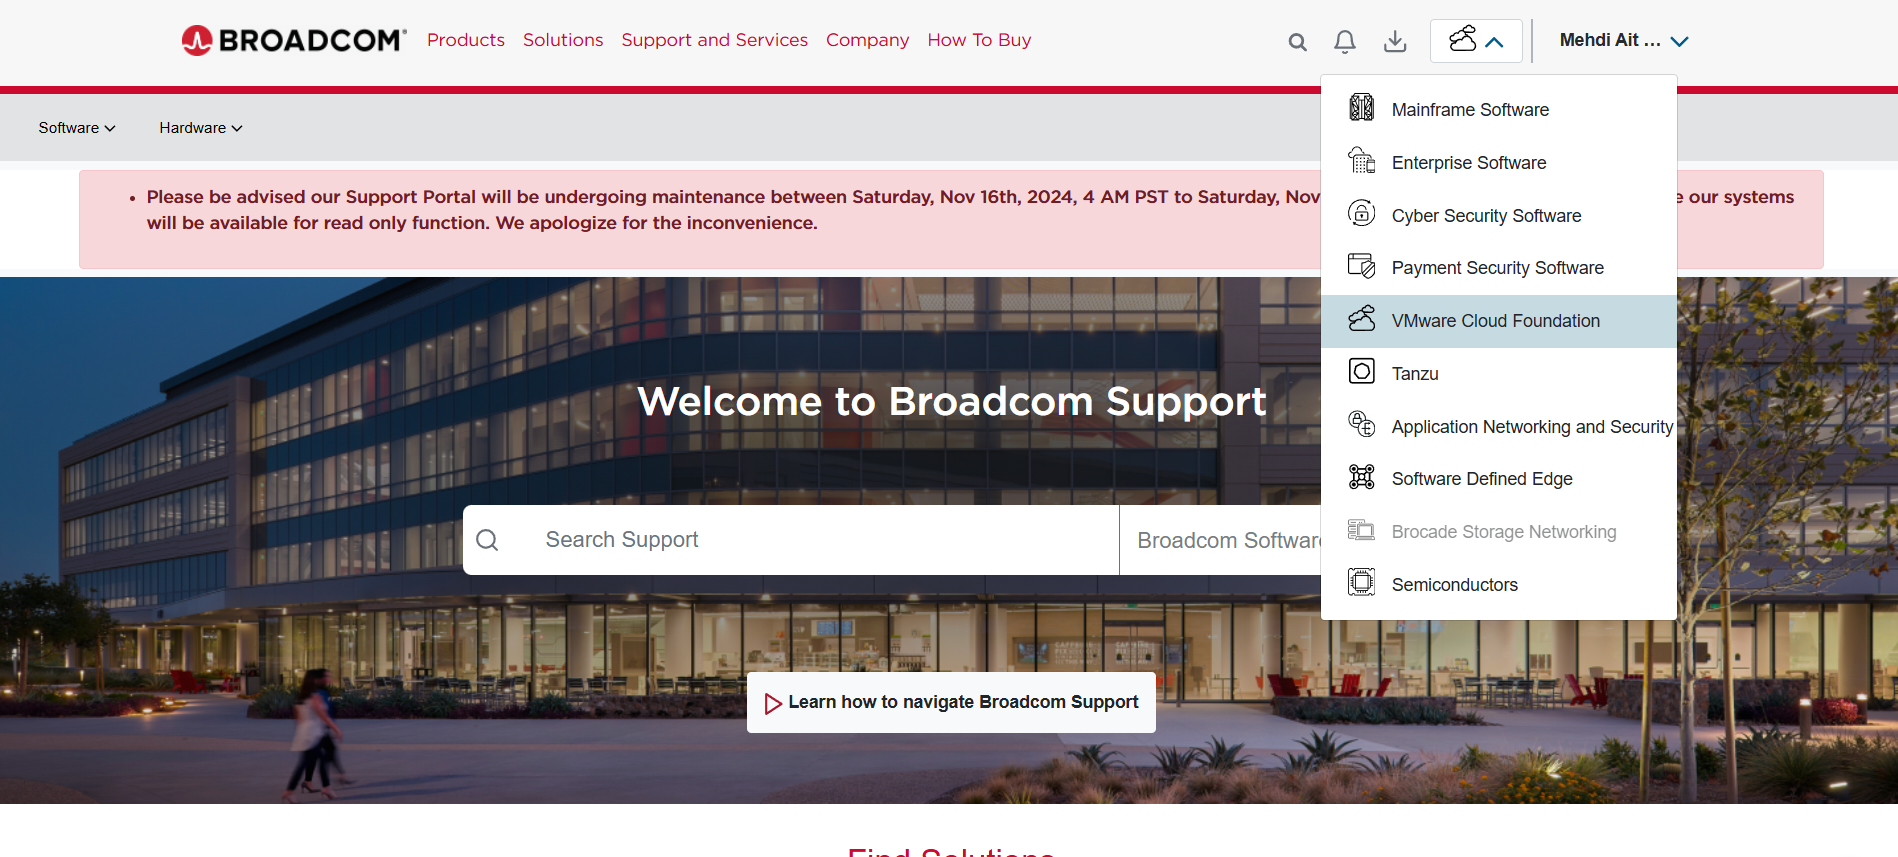 BROADCOM
Products Solutions Support and Services Company How To Buy
Mehdi Ait ...
Software
Hardware
Mainframe Software
Enterprise Software
Cyber Security Software
Payment Security Software
VMware Cloud Foundation
Tanzu
Application Networking and Security
Software Defined Edge
Brocade Storage Networking
Semiconductors
• Please be advised our Support Portal will be undergoing maintenance between Saturday, Nov 16th, 2024, 4 AM PST to Saturday, Nov e our systems
will be available for read only function. We apologize for the inconvenience.
Welcome to Broadcom Support
Search Support
Broadcom Software
Learn how to navigate Broadcom Support
Find Solutions